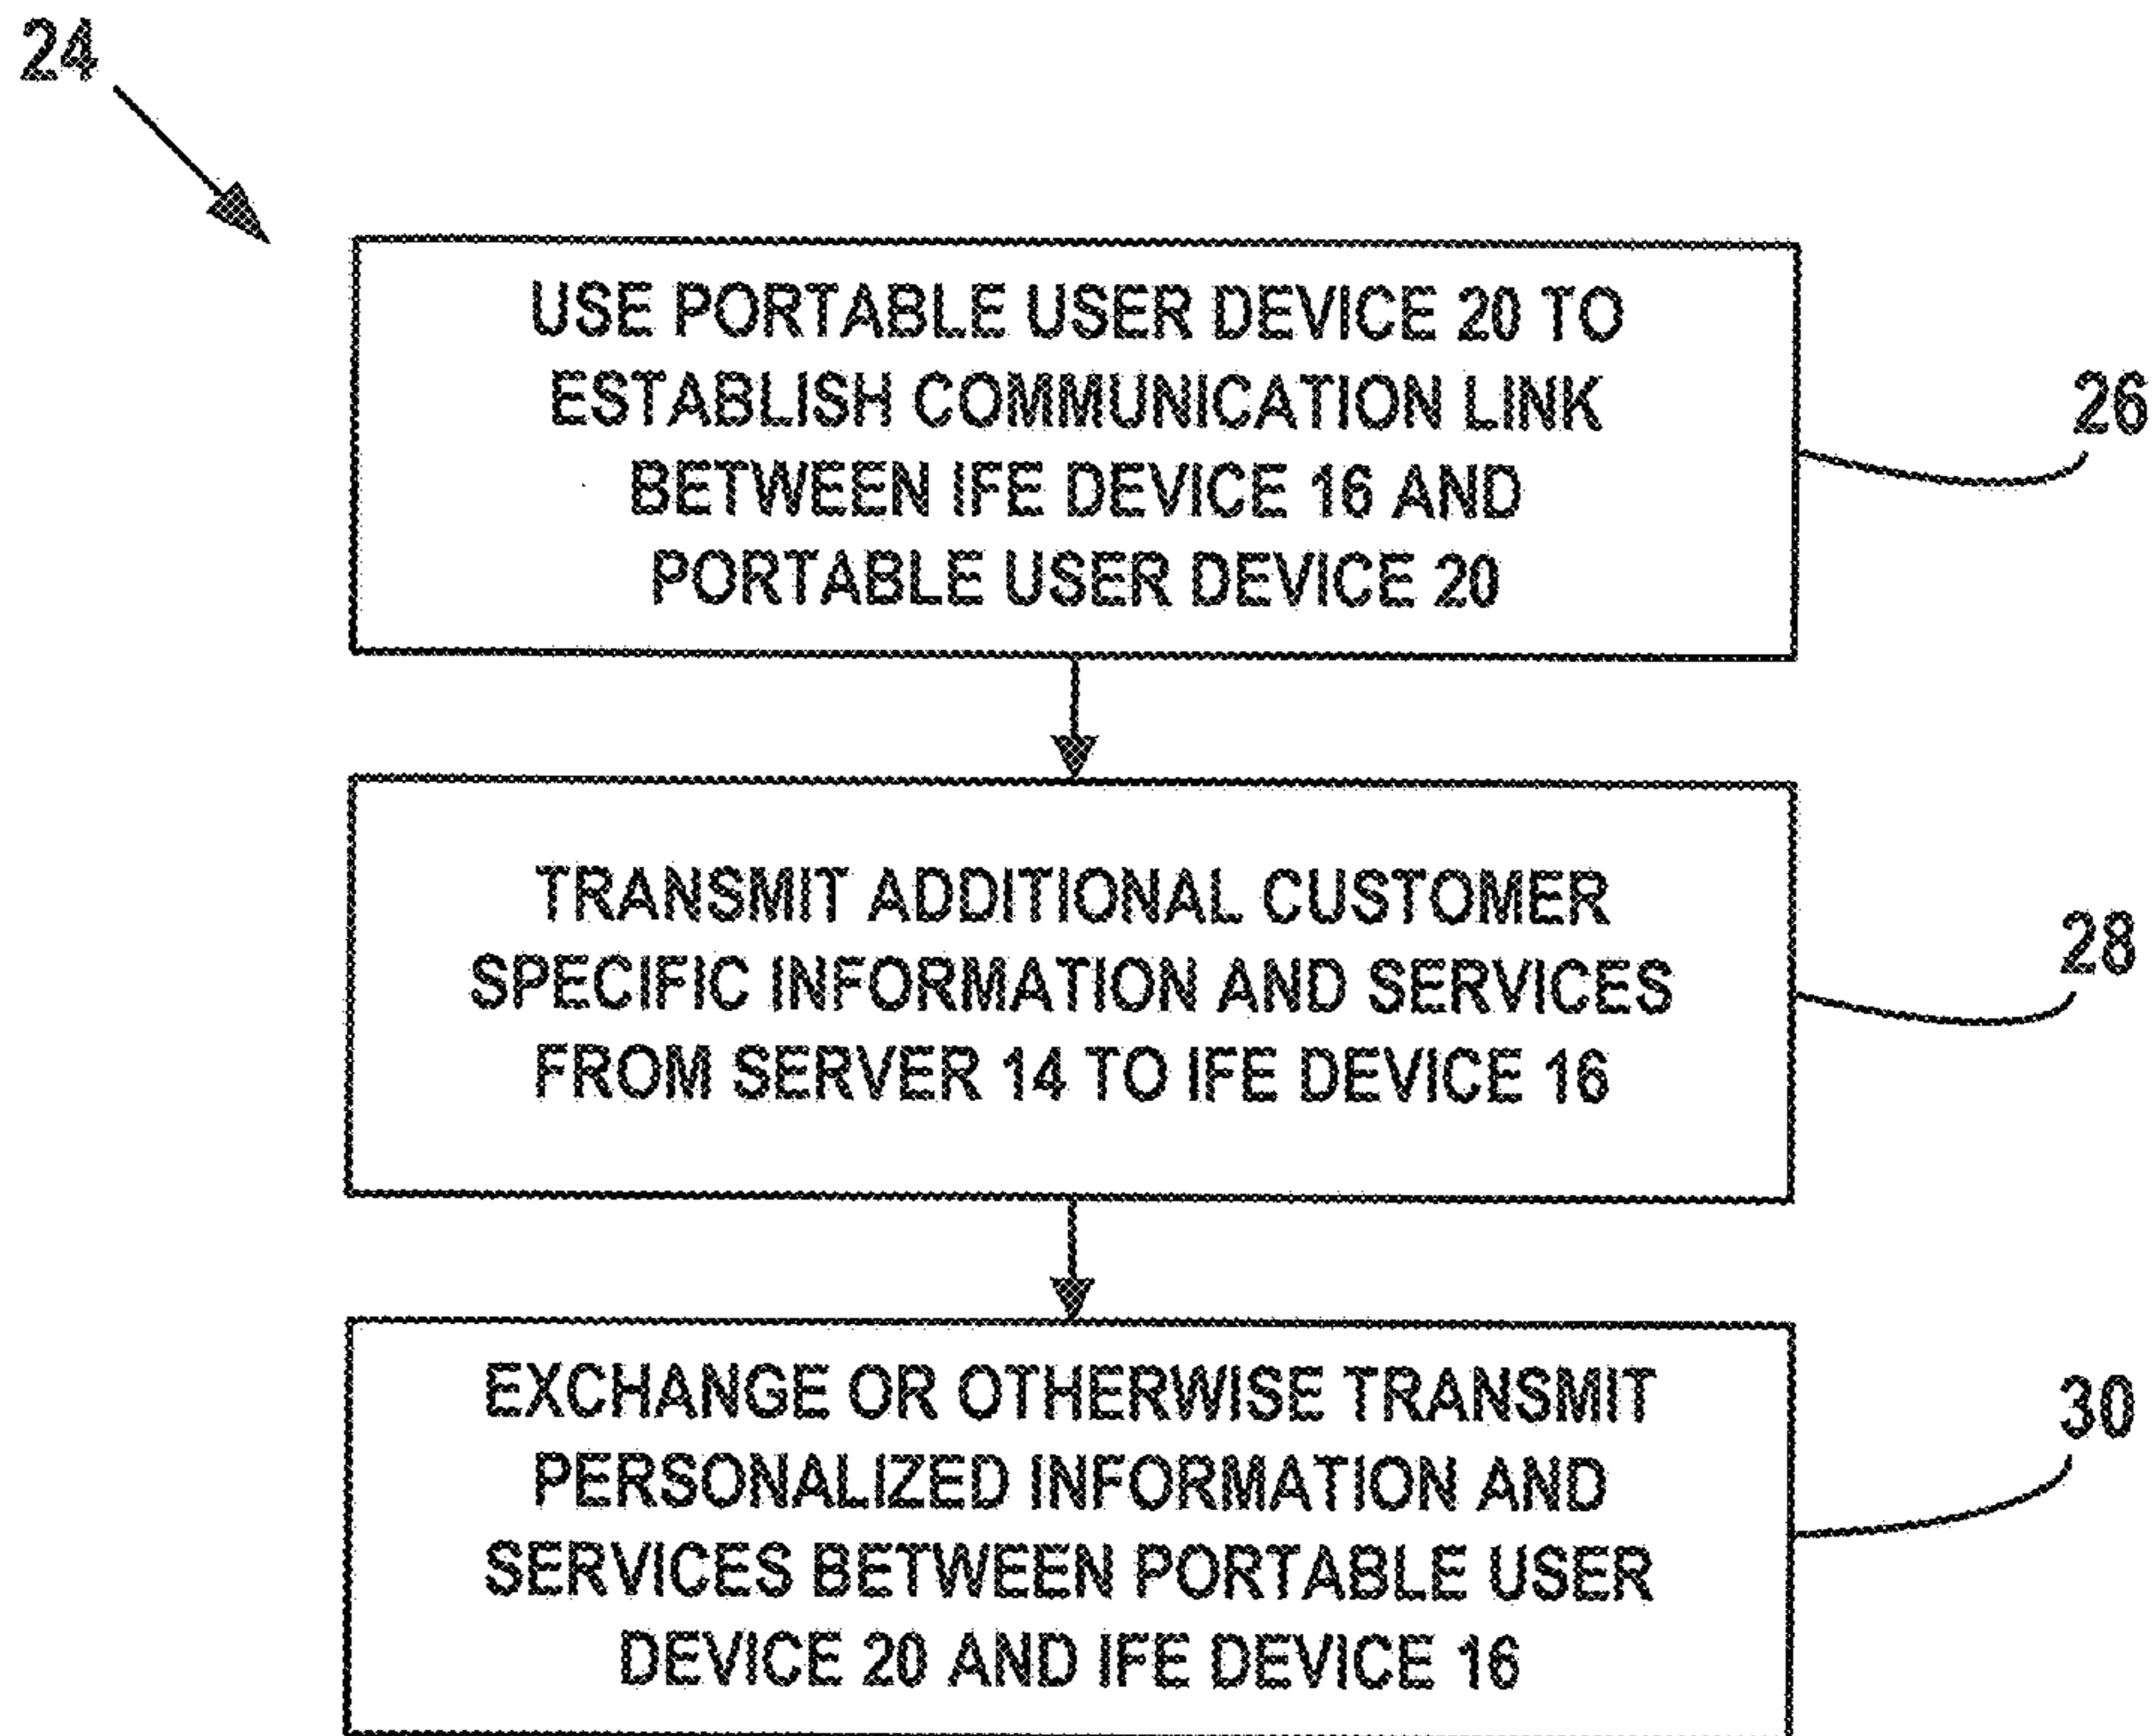 24
USE PORTABLE USER DEVICE 20 TO
ESTABLISH COMMUNICATION LINK
BETWEEN IFE DEVICE 16 AND
PORTABLE USER DEVICE 20
26
TRANSMIT ADDITIONAL CUSTOMER
SPECIFIC INFORMATION AND SERVICES
FROM SERVER 14 TO IFE DEVICE 16
28
EXCHANGE OR OTHERWISE TRANSMIT
PERSONALIZED INFORMATION AND
SERVICES BETWEEN PORTABLE USER
DEVICE 20 AND IFE DEVICE 16
30